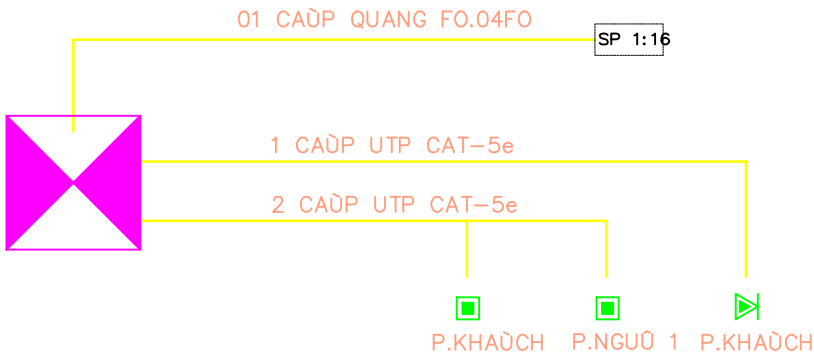 01 CAÙP QUANG FO.04FO
SP 1:16
1 CAÙP UTP CAT-5e
2 CAÙP UTP CAT-5e
P.KHAÙCH
P.NGUÛ 1
P.KHAÙCH